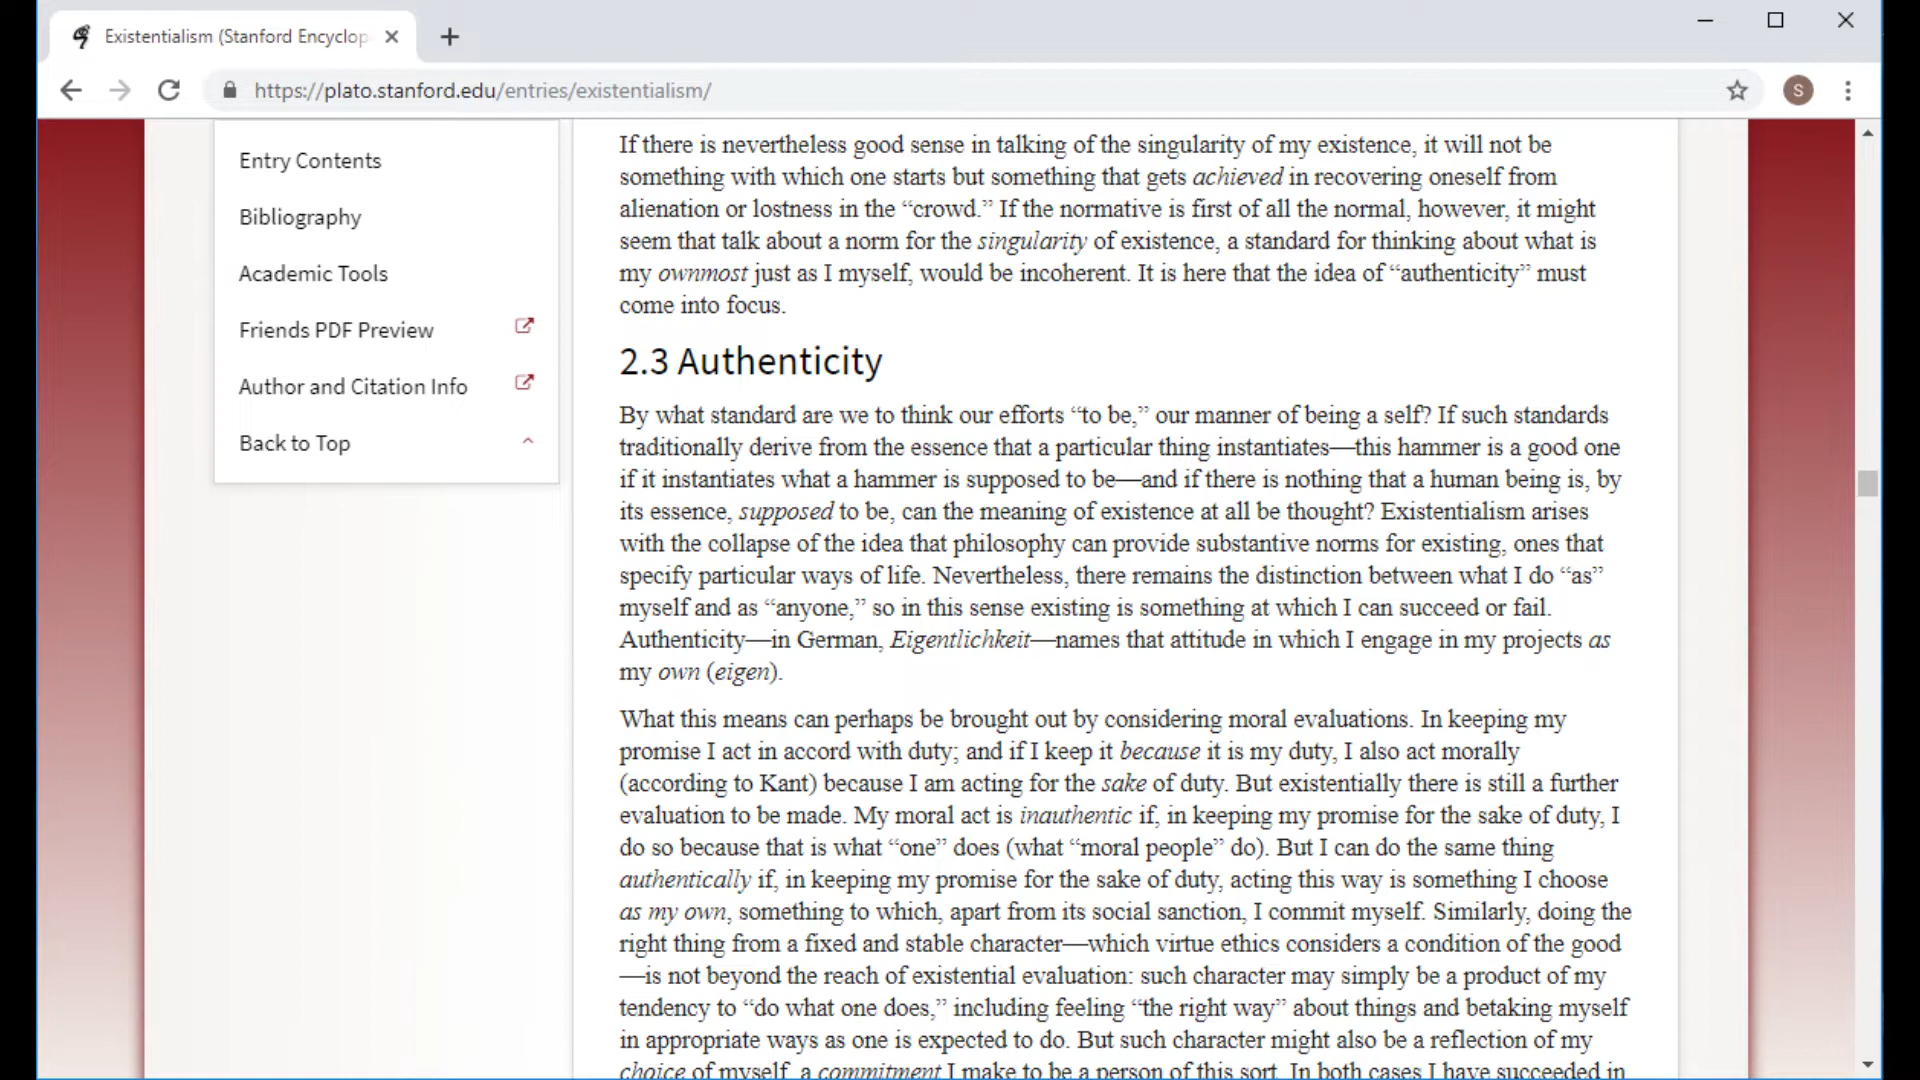 Existentialism (Stanford Encyclop
https://plato.stanford.edu/entries/existentialism/
S
Entry Contents
Bibliography
Academic Tools
Friends PDF Preview
Author and Citation Info
Back to Top
If there is nevertheless good sense in talking of the singularity of my existence, it will not be
something with which one starts but something that gets achieved in recovering oneself from
alienation or lostness in the “crowd.” If the normative is first of all the normal, however, it might
seem that talk about a norm for the singularity of existence, a standard for thinking about what is
my ownmost just as I myself, would be incoherent. It is here that the idea of “authenticity” must
come into focus.
2.3 Authenticity
By what standard are we to think our efforts “to be,” our manner of being a self? If such standards
traditionally derive from the essence that a particular thing instantiates—this hammer is a good one
if it instantiates what a hammer is supposed to be—and if there is nothing that a human being is, by
its essence, supposed to be, can the meaning of existence at all be thought? Existentialism arises
with the collapse of the idea that philosophy can provide substantive norms for existing, ones that
specify particular ways of life. Nevertheless, there remains the distinction between what I do “as”
myself and as “anyone,” so in this sense existing is something at which I can succeed or fail.
Authenticity—in German, Eigentlichkeit—names that attitude in which I engage in my projects as
my own (eigen).
What this means can perhaps be brought out by considering moral evaluations. In keeping my
promise I act in accord with duty; and if I keep it because it is my duty, I also act morally
(according to Kant) because I am acting for the sake of duty. But existentially there is still a further
evaluation to be made. My moral act is inauthentic if, in keeping my promise for the sake of duty, I
do so because that is what “one” does (what “moral people” do). But I can do the same thing
authentically if, in keeping my promise for the sake of duty, acting this way is something I choose
as my own, something to which, apart from its social sanction, I commit myself. Similarly, doing the
right thing from a fixed and stable character—which virtue ethics considers a condition of the good
—is not beyond the reach of existential evaluation: such character may simply be a product of my
tendency to “do what one does,” including feeling “the right way” about things and betaking myself
in appropriate ways as one is expected to do. But such character might also be a reflection of my
choice of myself, a commitment I make to be a person of this sort. In both cases I have succeeded in